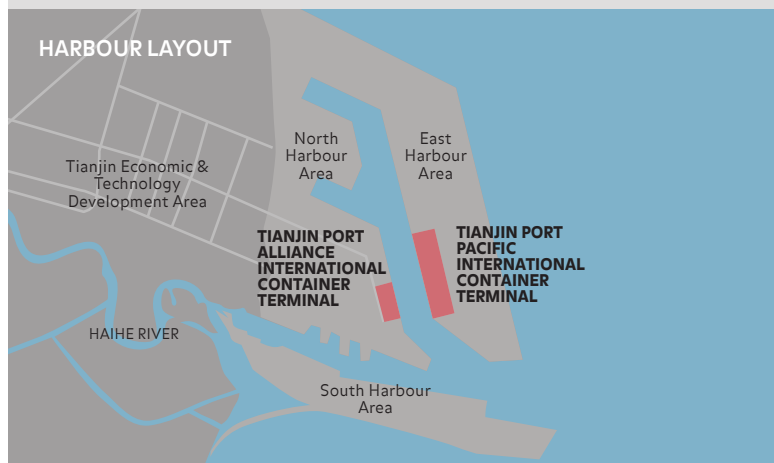 HARBOUR LAYOUT
North
Harbour
Area
East
Harbour
Area
Tianjin Economic &
Technology
Development Area
TIANJIN PORT
ALLIANCE
INTERNATIONAL
CONTAINER
TERMINAL
TIANJIN PORT
PACIFIC
INTERNATIONAL
CONTAINER
TERMINAL
HAIHE RIVER
South Harbour
Area